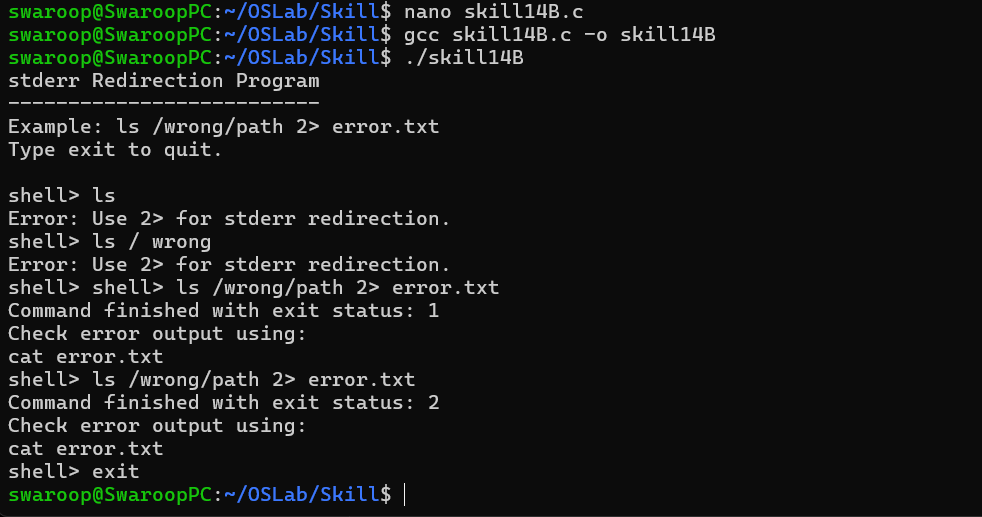 swaroop@SwaroopPC:~/OSLab/Skill$ nano skill14B.c
swaroop@SwaroopPC:~/OSLab/Skill$ gcc skill14B.c -o skill14B
swaroop@SwaroopPC:~/OSLab/Skill$ ./skill14B
stderr Redirection Program
--------------------------
Example: ls /wrong/path 2> error.txt
Type exit to quit.

shell> ls
Error: Use 2> for stderr redirection.
shell> ls / wrong
Error: Use 2> for stderr redirection.
shell> shell> ls /wrong/path 2> error.txt
Command finished with exit status: 1
Check error output using:
cat error.txt
shell> ls /wrong/path 2> error.txt
Command finished with exit status: 2
Check error output using:
cat error.txt
shell> exit
swaroop@SwaroopPC:~/OSLab/Skill$